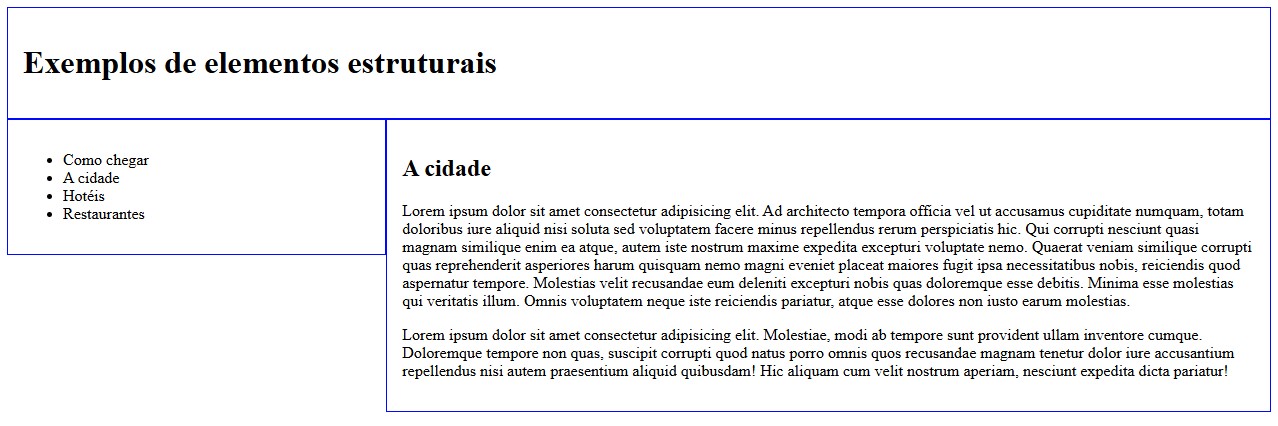 Exemplos de elementos estruturais
Como chegar
A cidade
Hotéis
Restaurantes
A cidade
Lorem ipsum dolor sit amet consectetur adipisicing elit. Ad architecto tempora officia vel ut accusamus cupiditate numquam, totam
doloribus iure aliquid nisi soluta sed voluptatem facere minus repellendus rerum perspiciatis hic. Qui corrupti nesciunt quasi
magnam similique enim ea atque, autem iste nostrum maxime expedita excepturi voluptate nemo. Quaerat veniam similique corrupti
quas reprehenderit asperiores harum quisquam nemo magni eveniet placeat maiores fugit ipsa necessitatibus nobis, reiciendis quod
aspernatur tempore. Molestias velit recusandae eum deleniti excepturi nobis quas doloremque esse debitis. Minima esse molestias
qui veritatis illum. Omnis voluptatem neque iste reiciendis pariatur, atque esse dolores non iusto earum molestias.
Lorem ipsum dolor sit amet consectetur adipisicing elit. Molestiae, modi ab tempore sunt provident ullam inventore cumque.
Doloremque tempore non quas, suscipit corrupti quod natus porro omnis quos recusandae magnam tenetur dolor iure accusantium
repellendus nisi autem praesentium aliquid quibusdam! Hic aliquam cum velit nostrum aperiam, nesciunt expedita dicta pariatur!